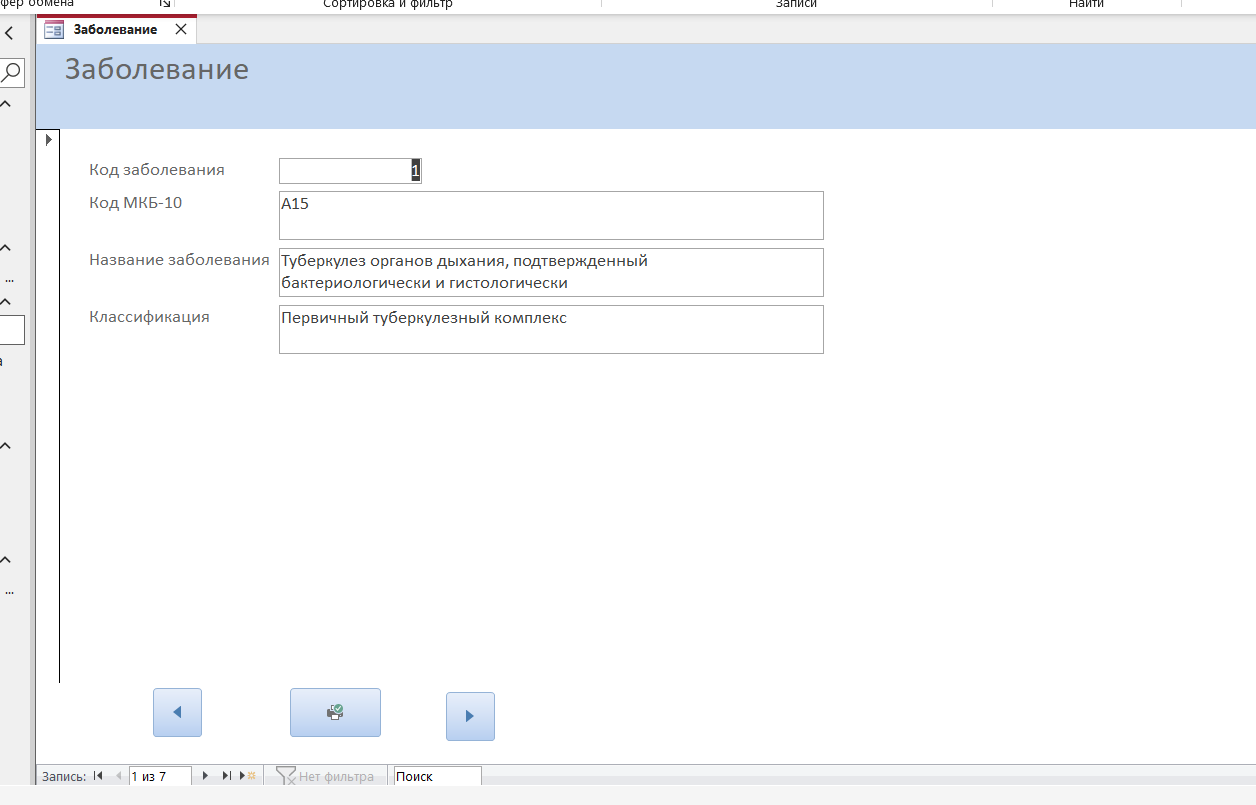 фер обмена
Сортировка и фильтр
Записи
Найти
Заболевание
Заболевание
Код заболевания
1
Код МКБ-10
A15
Название заболевания
Туберкулез органов дыхания, подтвержденный
бактериологически и гистологически
Классификация
Первичный туберкулезный комплекс
...
а
...
Запись:
1 из 7
Нет фильтра
Поиск